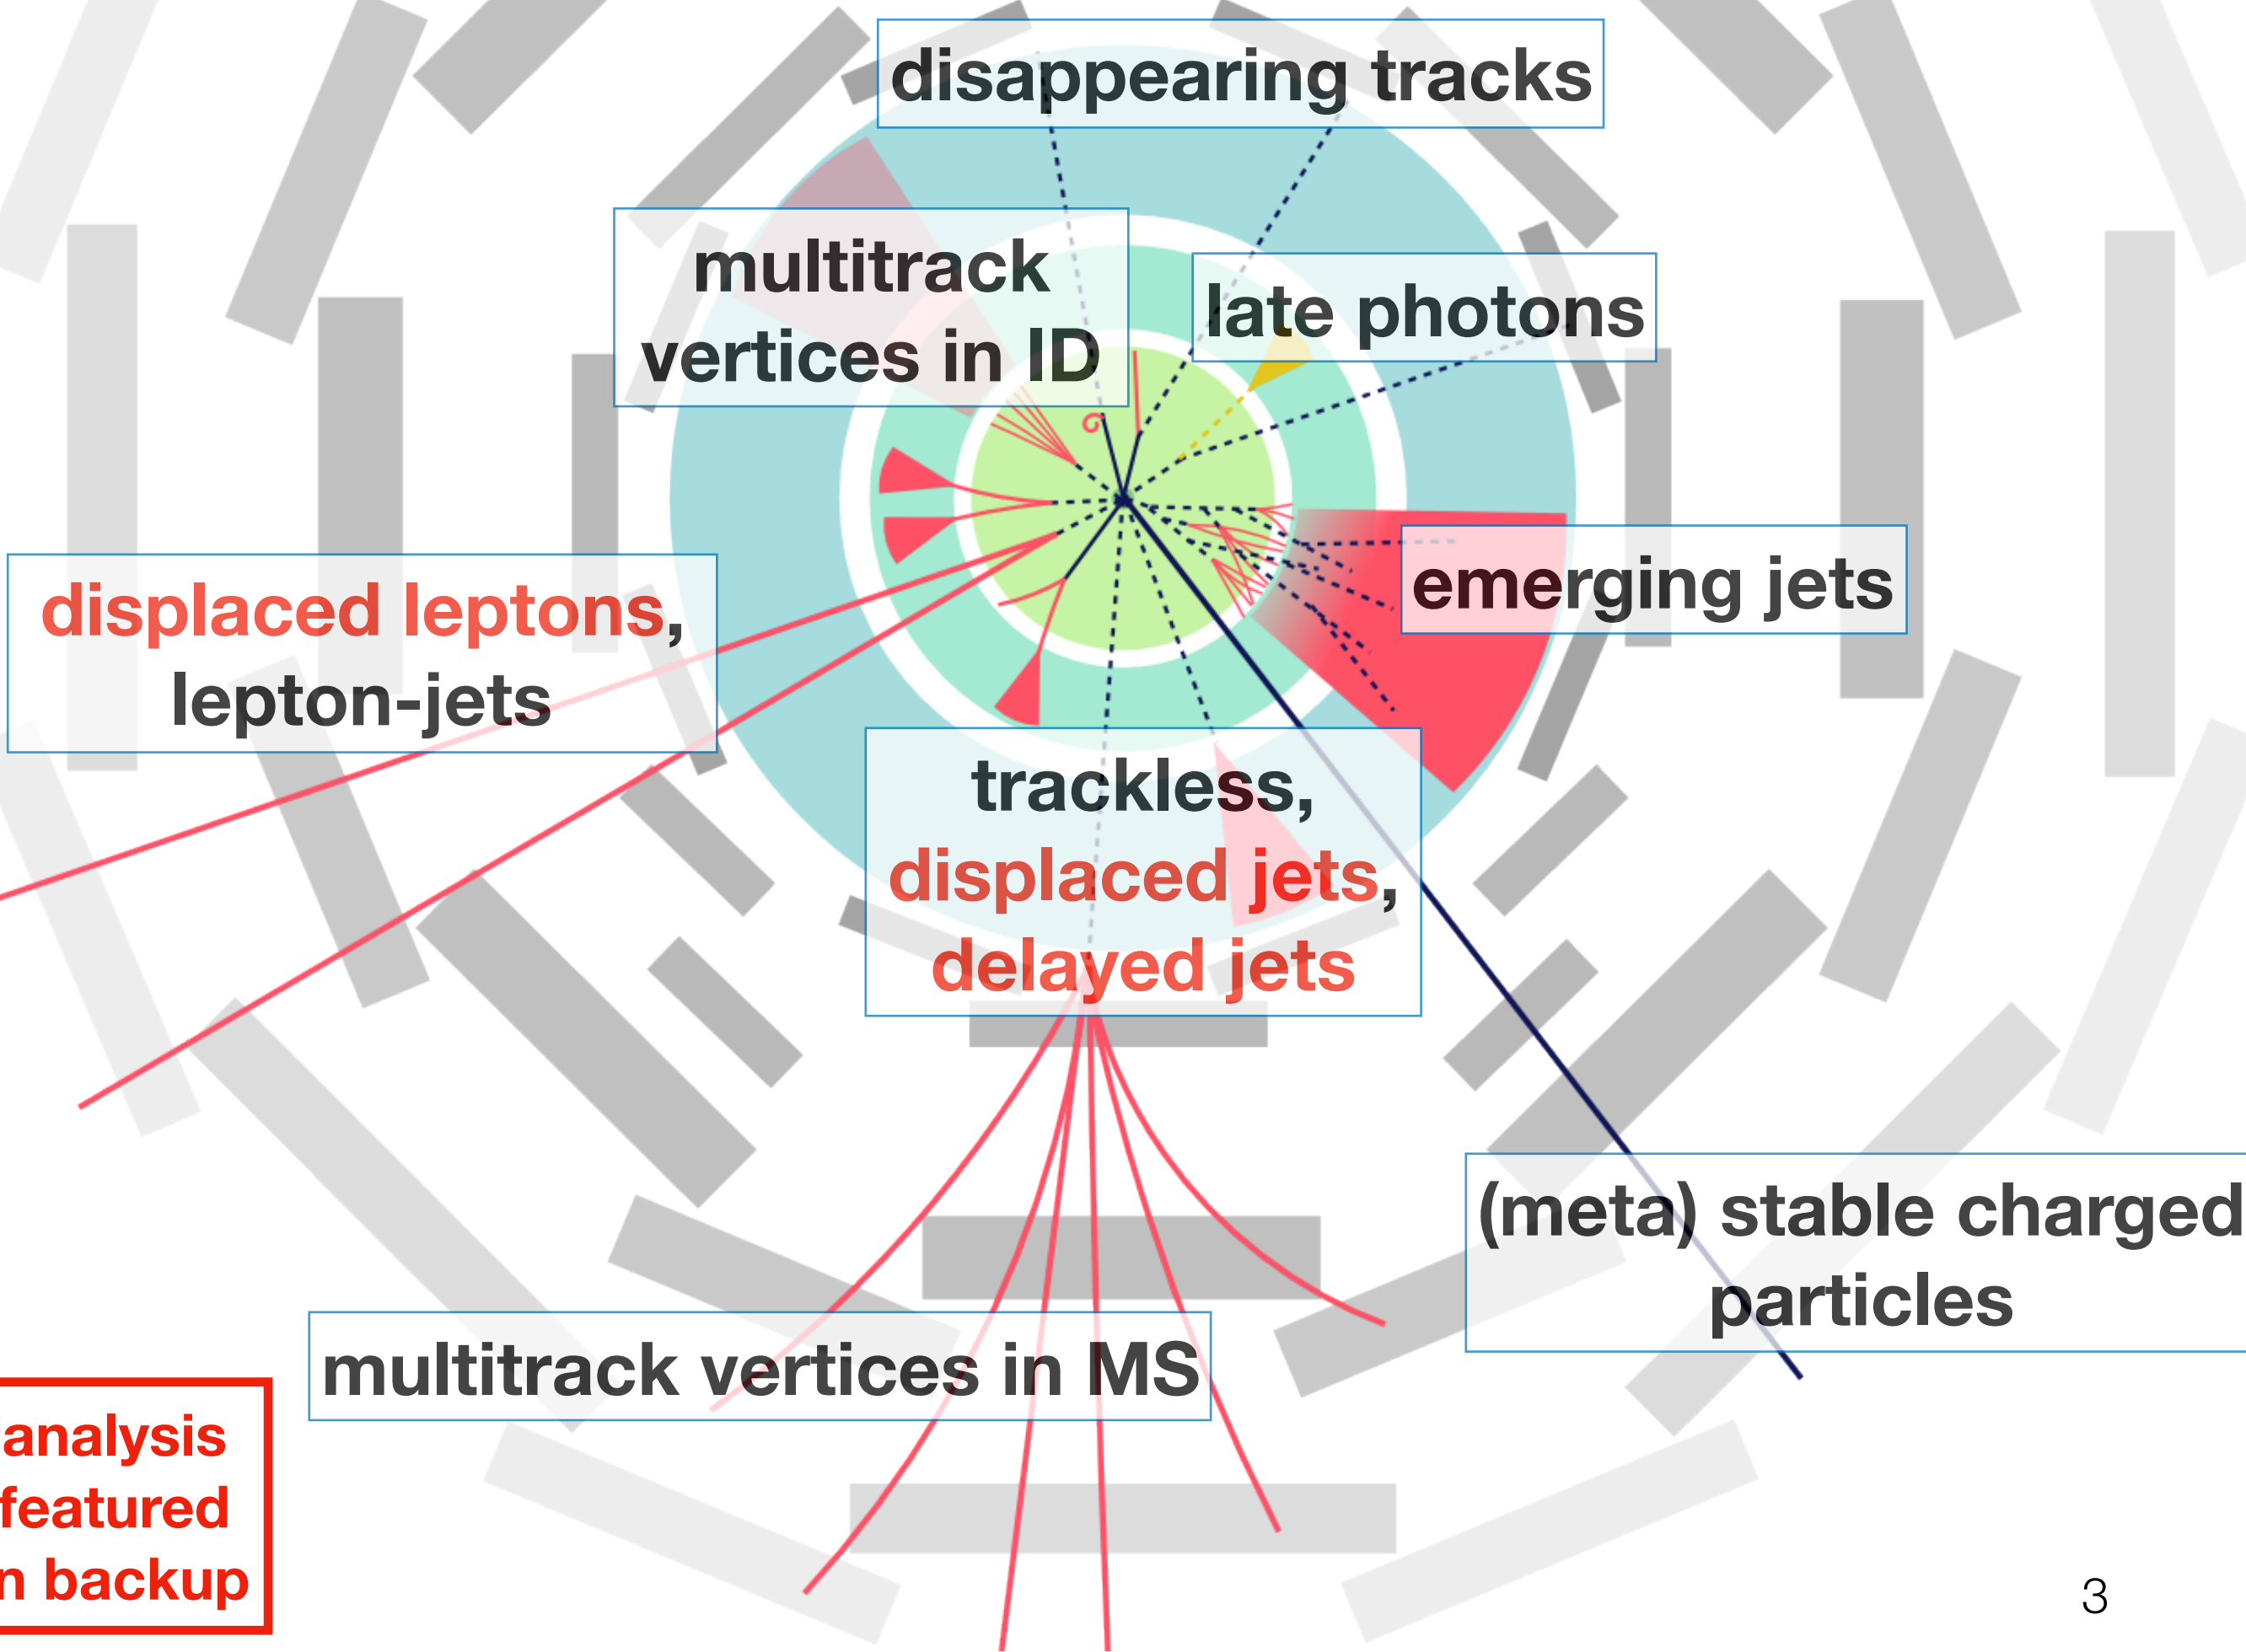 disappearing tracks
multitrack
vertices in ID
late photons
displaced leptons,
lepton-jets
emerging jets
trackless,
displaced jets,
delayed jets
(meta) stable charged
particles
multitrack vertices in MS
analysis
featured
backup
3